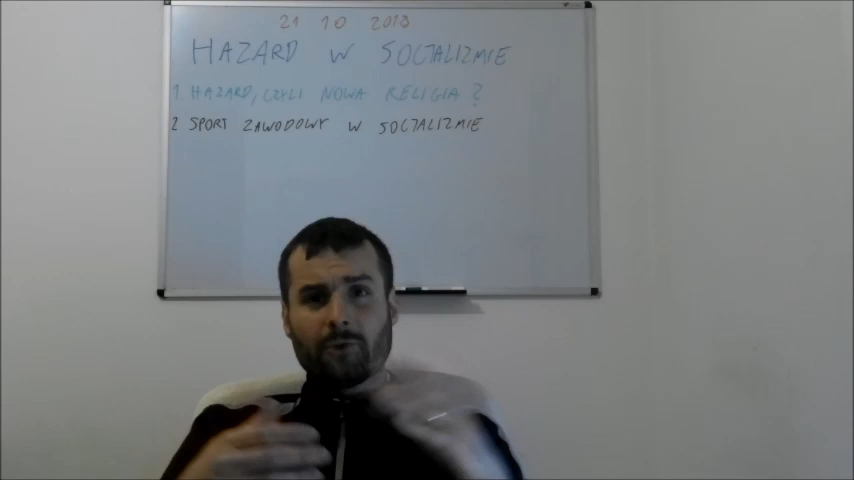 21 10 2018
HAZARD W SOCJALIZMIE
1. HAZARD, CZYLI NOWA RELIGIA?
2 SPORT ZAWODOWY W SOCJALIZMIE